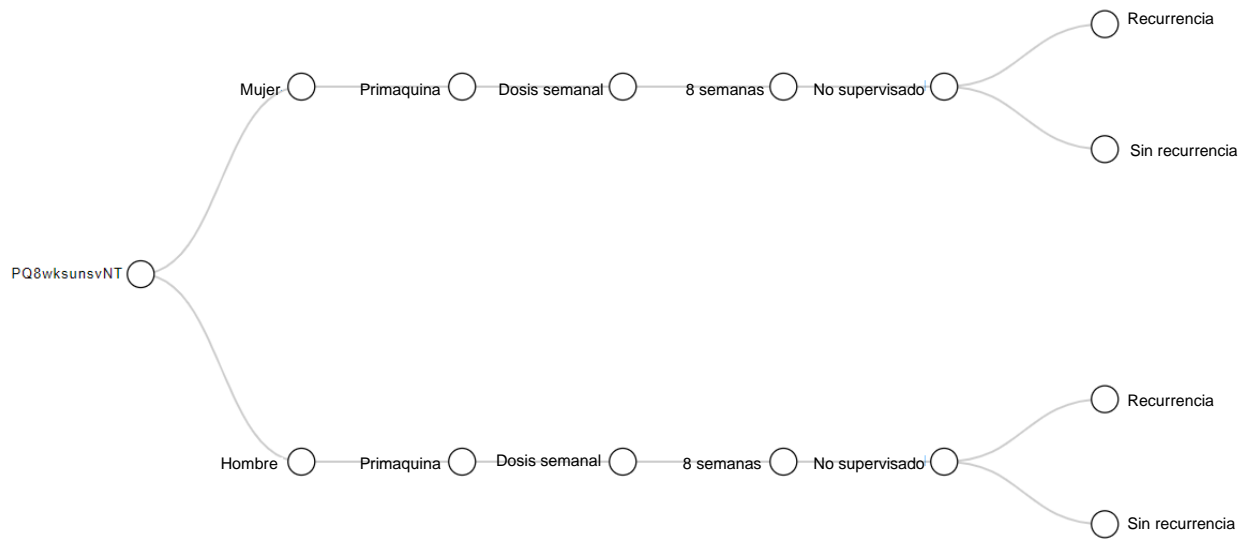 Recurrencia
Mujer Primaquina Dosis semanal 8 semanas No supervisado
Sin recurrencia
PQ8wksunsvNT
Recurrencia
Hombre Primaquina Dosis semanal 8 semanas No supervisado
Sin recurrencia